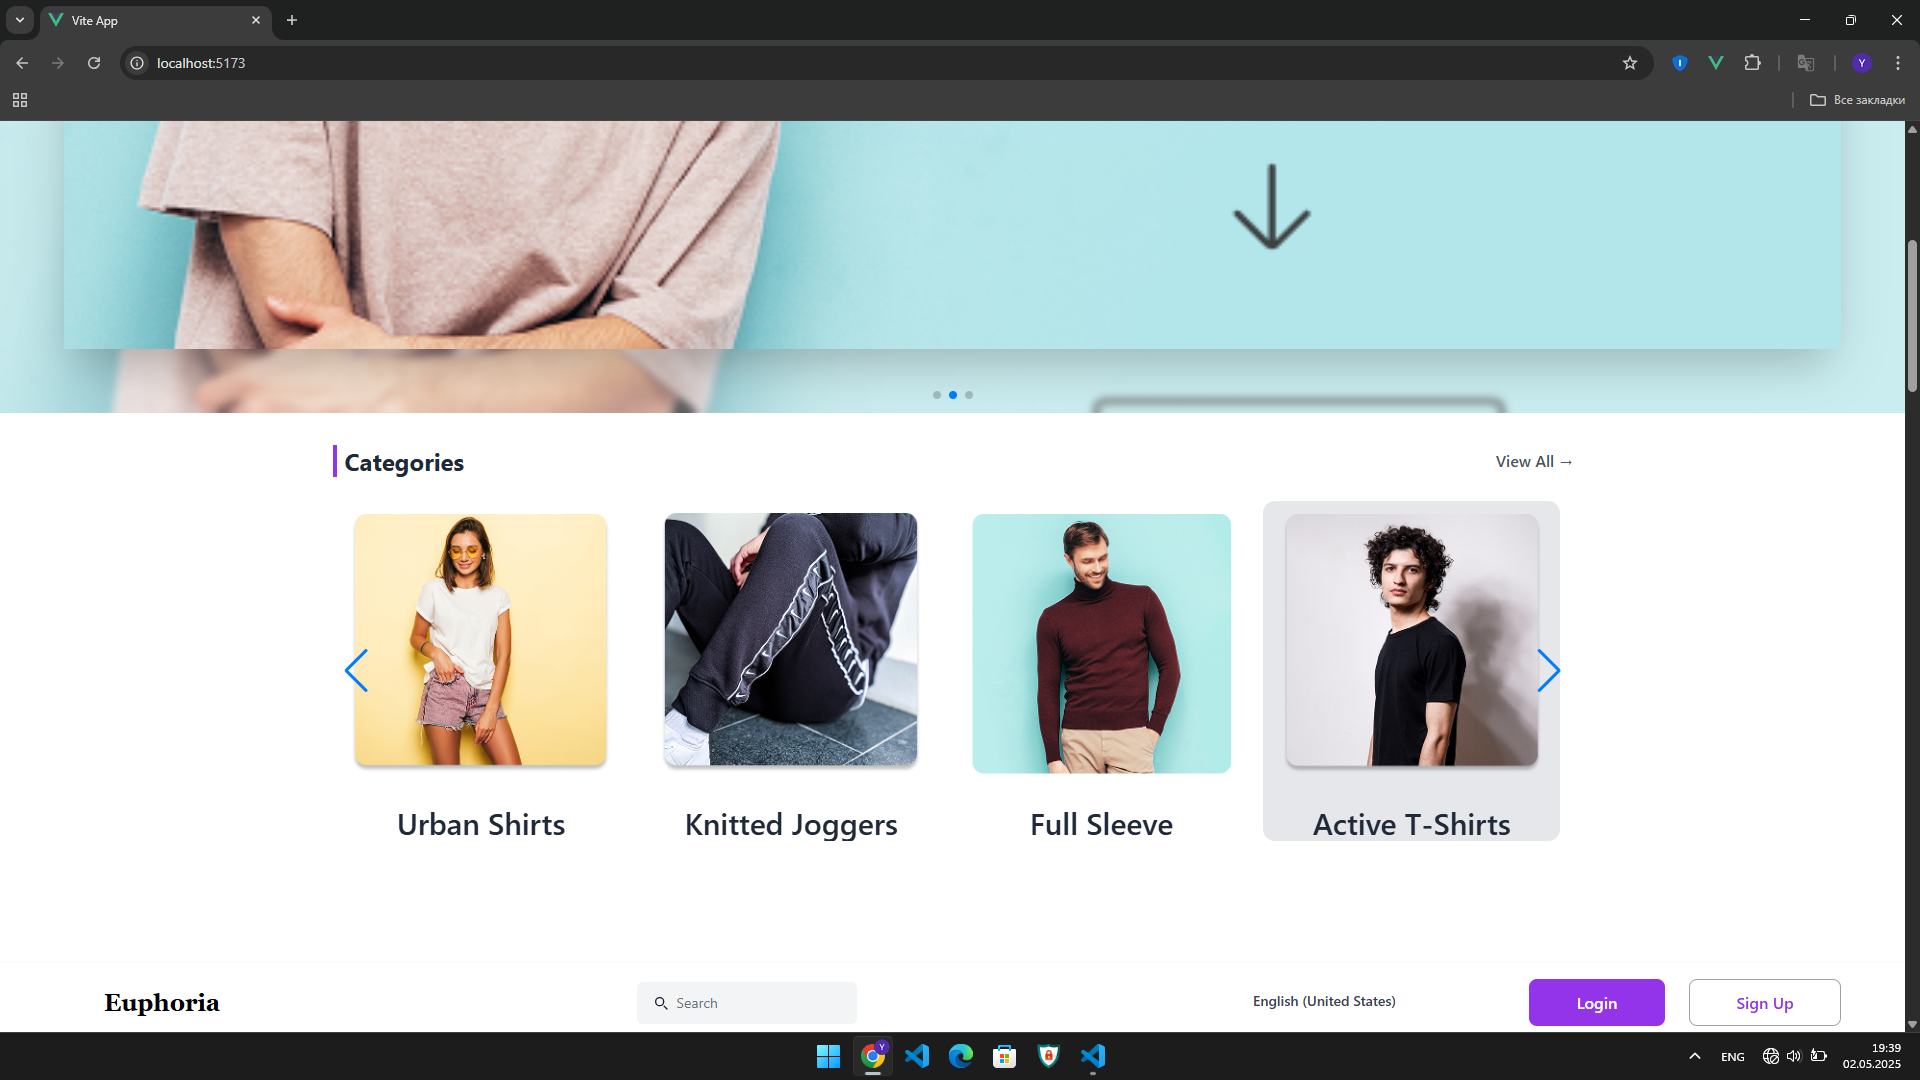 Vite App
localhost:5173
Все закладки
Categories
View All →
Urban Shirts
Knitted Joggers
Full Sleeve
Active T-Shirts
Euphoria
Search
English (United States)
Login
Sign Up
Y
ENG
19:39
02.05.2025